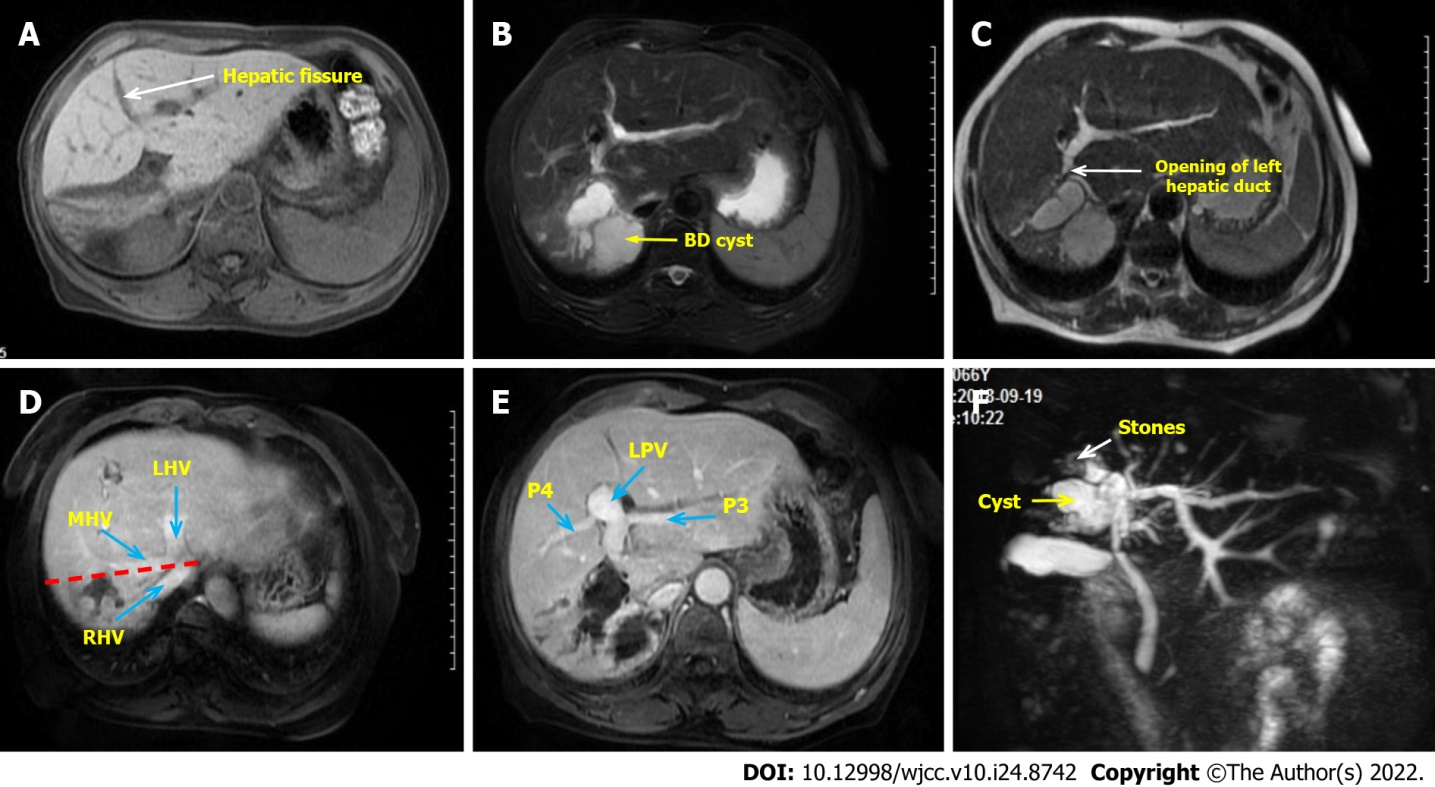 A
Hepatic fissure
5
B
BD cyst
C
Opening of left
hepatic duct
D
LHV
MHV
RHV
E
LPV
P4
P3
066Y
:2018-09-19
e:10:22
F
Stones
Cyst
DOI: 10.12998/wjcc.v10.i24.8742 Copyright ©The Author(s) 2022.